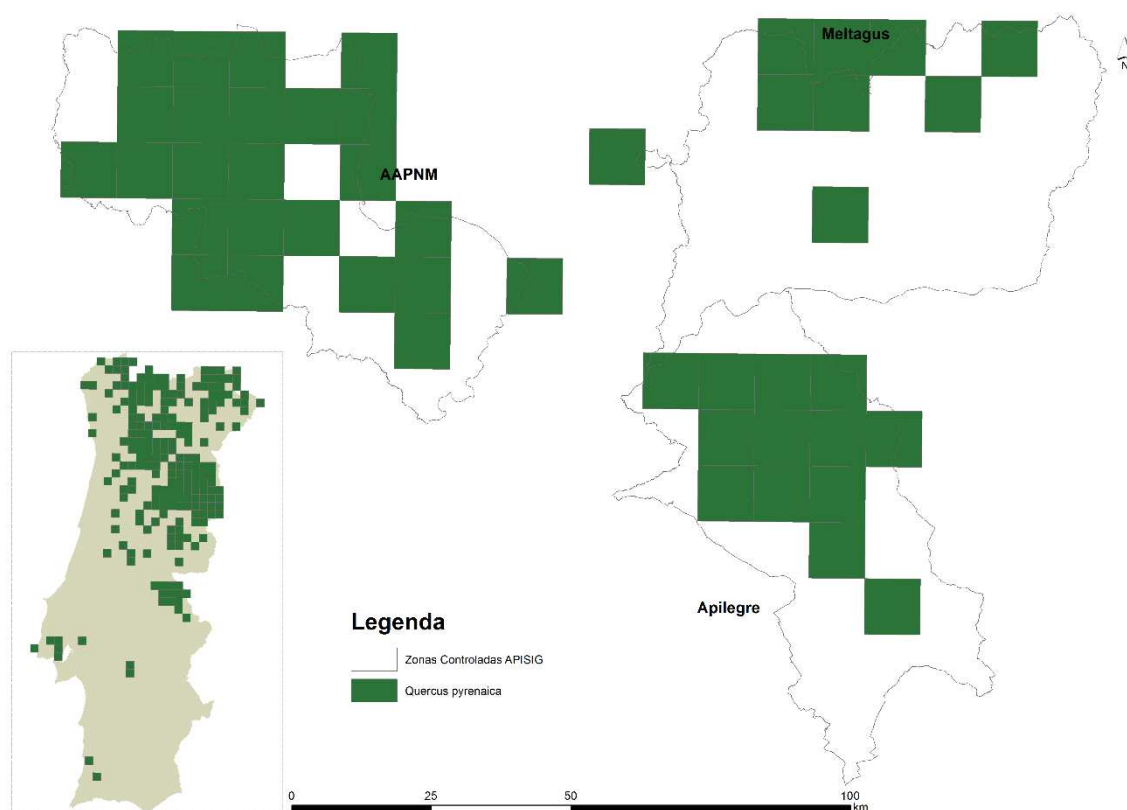 Meltagus
N
AAPNM
Apilegre
Legenda
Zonas Controladas APISIG
Quercus pyrenaica
0 25 50 100
km